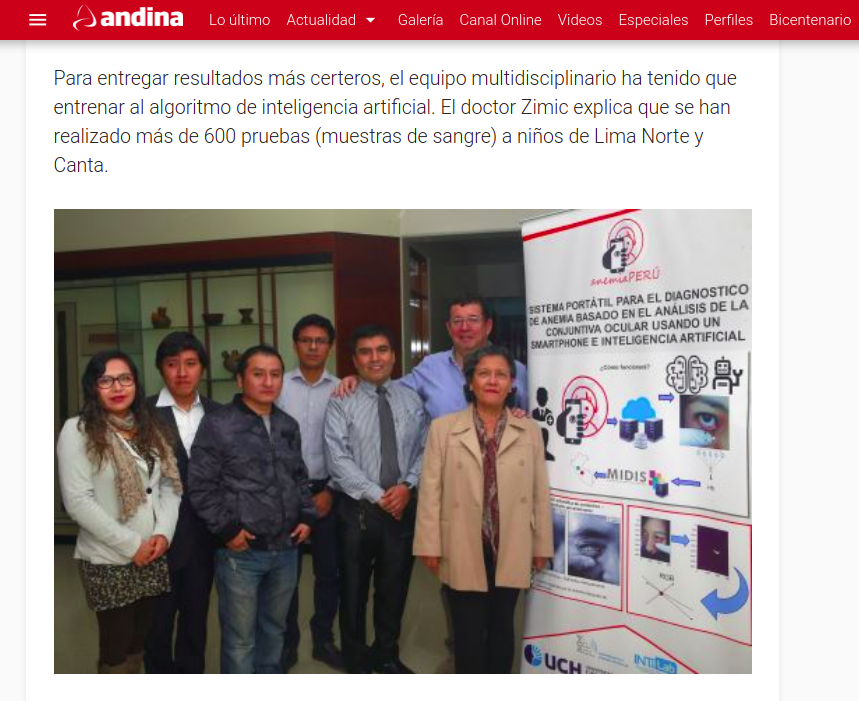 andina
Lo último Actualidad Galería Canal Online Videos Especiales Perfiles Bicentenario
Para entregar resultados más certeros, el equipo multidisciplinario ha tenido que
entrenar al algoritmo de inteligencia artificial. El doctor Zimic explica que se han
realizado más de 600 pruebas (muestras de sangre) a niños de Lima Norte y
Canta.
anemiaPERÚ
SISTEMA PORTÁTIL PARA EL DIAGNOSTICO
DE ANEMIA BASADO EN EL ANÁLISIS DE LA
CONJUNTIVA OCULAR USANDO UN
SMARTPHONE E INTELIGENCIA ARTIFICIAL
¿Cómo funciones?
MIDIS
UCH
INTILab